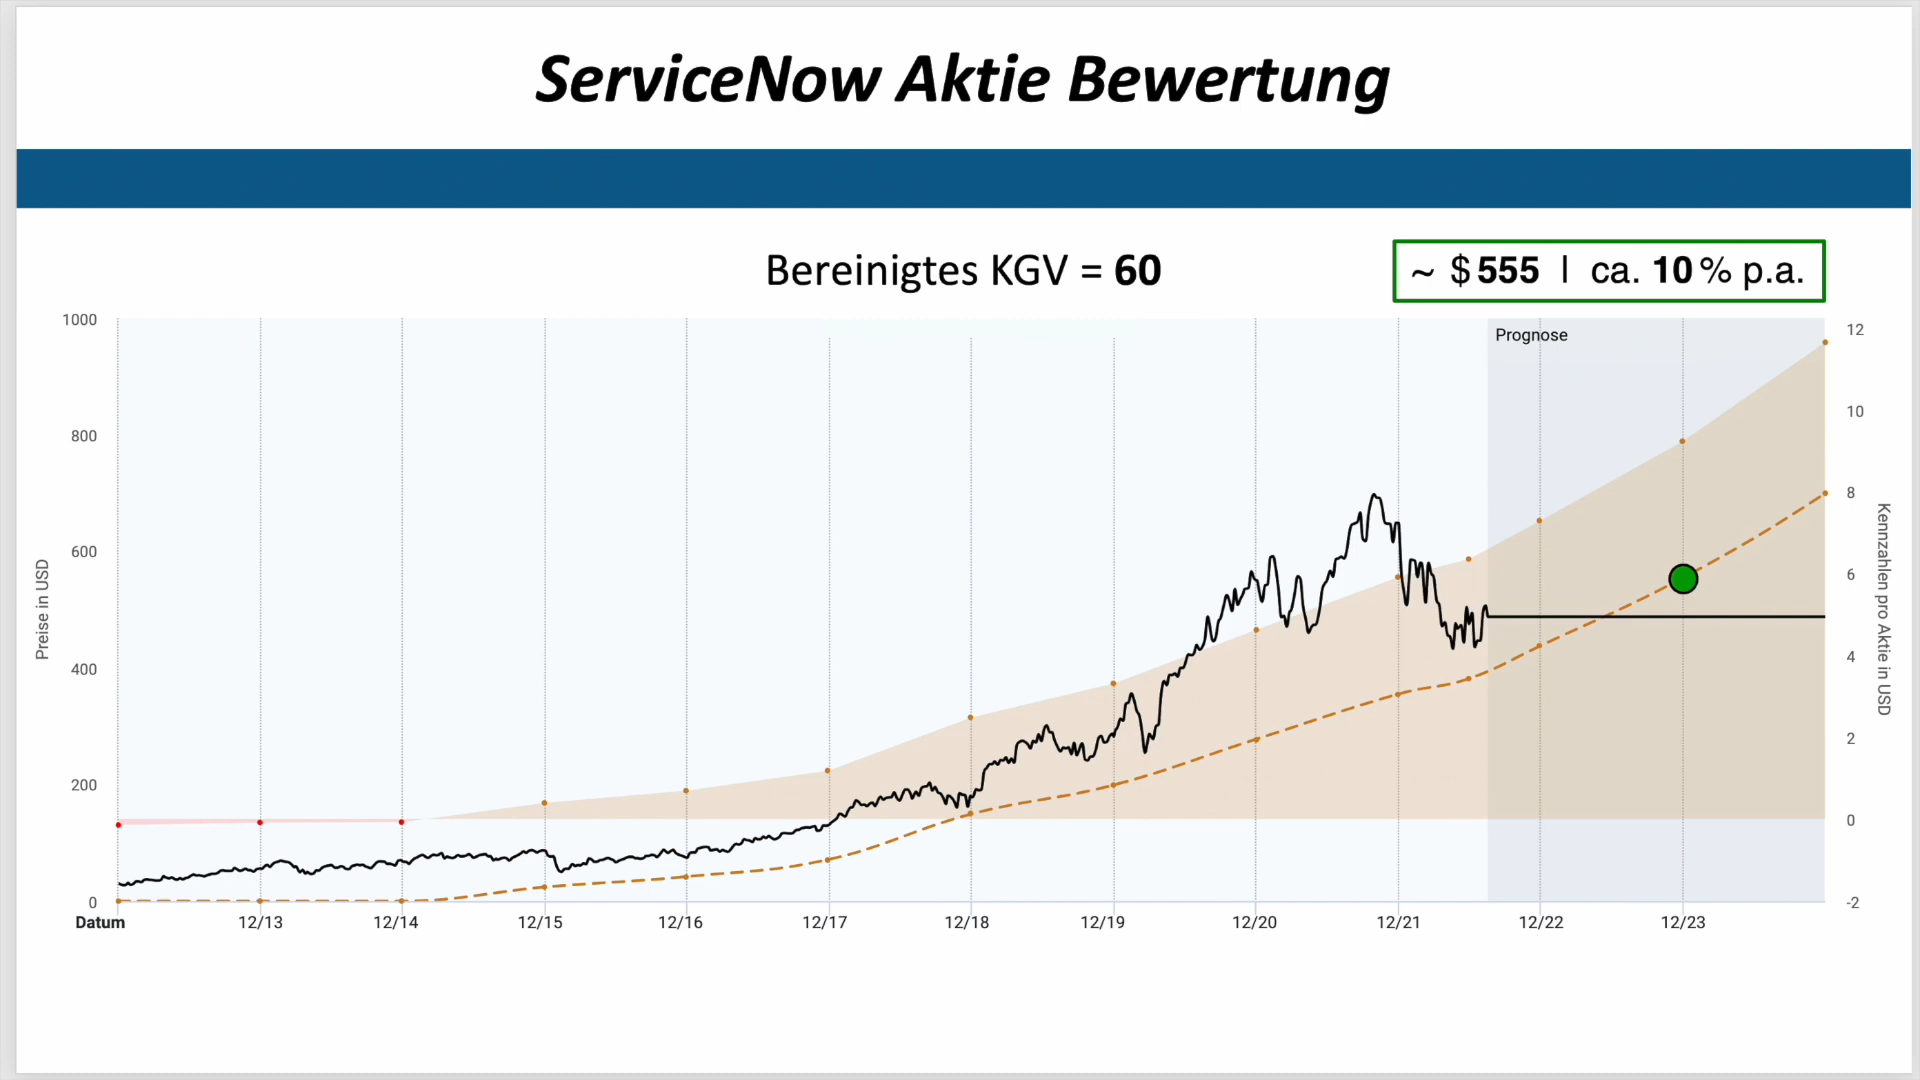 ServiceNow Aktie Bewertung
Bereinigtes KGV = 60
~ $555 | ca. 10% p.a.
Prognose
1000
800
600
400
200
0
Preise in USD
12
10
8
6
4
2
0
-2
Kennzahlen pro Aktie in USD
Datum 12/13 12/14 12/15 12/16 12/17 12/18 12/19 12/20 12/21 12/22 12/23